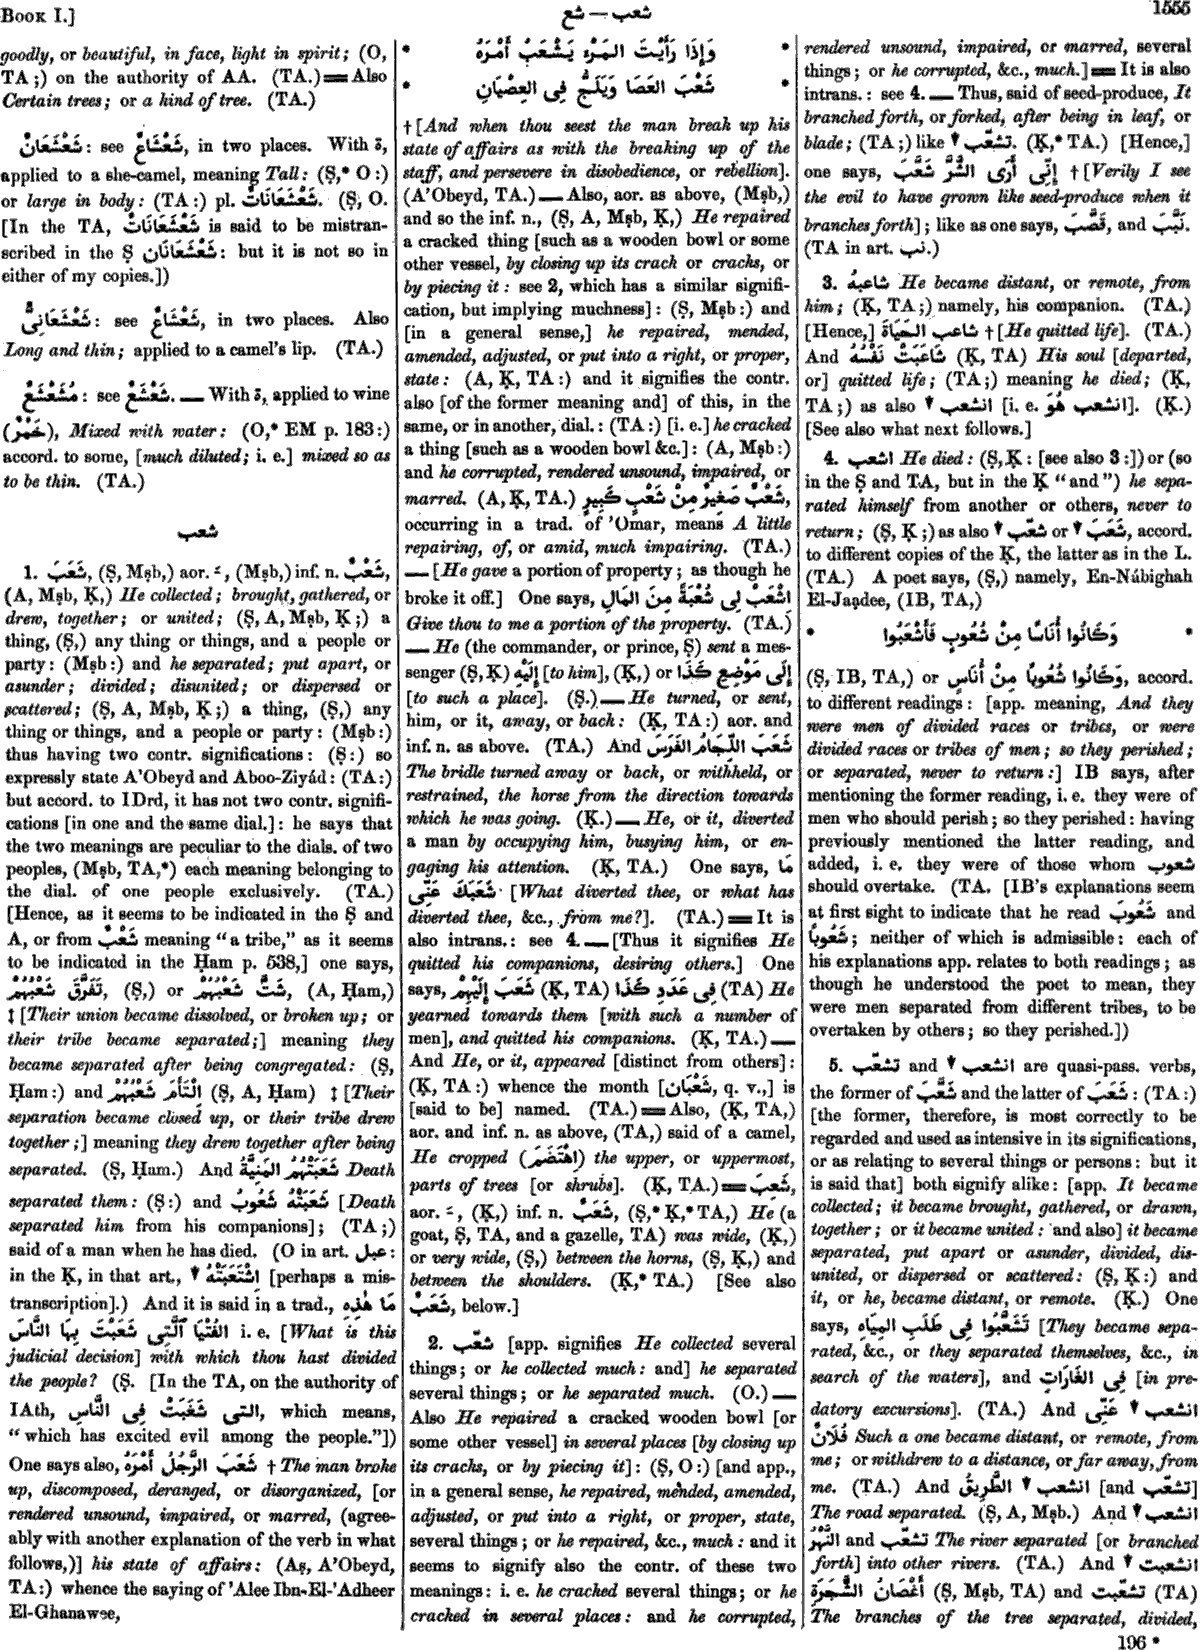 BOOK I.]
شعب — شع
1555
goodly, or beautiful, in face, light in spirit; (O,
TA;) on the authority of AA. (TA.) ══ Also
Certain trees; or a kind of tree. (TA.)
شَعْشَعَانٌ: see شَعْشَاعٌ, in two places. With ة,
applied to a she-camel, meaning Tall: (Ṣ,* O:)
or large in body: (TA:) pl. شَعْشَعَانَاتٌ. (Ṣ, O.
[In the TA, شَعْشَعَانَاتٌ is said to be mistran-
scribed in the Ṣ شَعْشَعَانَان: but it is not so in
either of my copies.])
شَعْشَعَانِىٌّ: see شَعْشَاعٌ, in two places. Also
Long and thin; applied to a camel's lip. (TA.)
مُشَعْشَعٌ: see شَعْشَعٌ. — With ة, applied to wine
(خَمْرٌ), Mixed with water: (O,* EM p. 183:)
accord. to some, [much diluted; i. e.] mixed so as
to be thin. (TA.)
شعب
1. شَعَبَ, (Ṣ, Mṣb,) aor. ـَ, (Mṣb,) inf. n. شَعْبٌ,
(A, Mṣb, Ḳ,) He collected; brought, gathered, or
drew, together; or united; (Ṣ, A, Mṣb, Ḳ;) a
thing, (Ṣ,) any thing or things, and a people or
party: (Mṣb:) and he separated; put apart, or
asunder; divided; disunited; or dispersed or
scattered; (Ṣ, A, Mṣb, Ḳ;) a thing, (Ṣ,) any
thing or things, and a people or party: (Mṣb:)
thus having two contr. significations: (Ṣ:) so
expressly state A'Obeyd and Aboo-Ziyád: (TA:)
but accord. to IDrd, it has not two contr. signifi-
cations [in one and the same dial.]: he says that
the two meanings are peculiar to the dials. of two
peoples, (Mṣb, TA,*) each meaning belonging to
the dial. of one people exclusively. (TA.)
[Hence, as it seems to be indicated in the Ṣ and
A, or from شَعْبٌ meaning "a tribe," as it seems
to be indicated in the Ḥam p. 538,] one says,
تَفَرَّقَ شَعْبُهُمْ, (Ṣ,) or شَتَّ شَعْبُهُمْ, (A, Ḥam,)
‡ [Their union became dissolved, or broken up; or
their tribe became separated;] meaning they
became separated after being congregated: (Ṣ,
Ḥam:) and اِلْتَأَمَ شَعْبُهُمْ (Ṣ, A, Ḥam) ‡ [Their
separation became closed up, or their tribe drew
together;] meaning they drew together after being
separated. (Ṣ, Ḥam.) And شَعَبَتْهُمُ المَنِيَّةُ Death
separated them: (Ṣ:) and شَعَبَتْهُ شَعُوبُ [Death
separated him from his companions]; (TA;)
said of a man when he has died. (O in art. عبل:
in the Ḳ, in that art., ▼ اِشْتَعَبَتْهُ [perhaps a mis-
transcription].) And it is said in a trad., مَا هٰذِهِ
الفُتْيَا ٱلَّتِى شَعَبْتَ بِهَا النَّاسَ i. e. [What is this
judicial decision] with which thou hast divided
the people? (Ṣ. [In the TA, on the authority of
IAth, التى شَغَبَتْ فِى النَّاسِ, which means,
"which has excited evil among the people."])
One says also, شَعَبَ الرَّجُلُ أَمْرَهُ † The man broke
up, discomposed, deranged, or disorganized, [or
rendered unsound, impaired, or marred, (agree-
ably with another explanation of the verb in what
follows,)] his state of affairs: (Aṣ, A'Obeyd,
TA:) whence the saying of 'Alee Ibn-El-'Adheer
El-Ghanawee,
* وَإِذَا رَأَيْتَ المَرْءَ يَشْعَبُ أَمْرَهُ *
* شَعْبَ العَصَا وَيَلَجُّ فِى العِصْيَانِ *
† [And when thou seest the man break up his
state of affairs as with the breaking up of the
staff, and persevere in disobedience, or rebellion].
(A'Obeyd, TA.) — Also, aor. as above, (Mṣb,)
and so the inf. n., (Ṣ, A, Mṣb, Ḳ,) He repaired
a cracked thing [such as a wooden bowl or some
other vessel, by closing up its crack or cracks, or
by piecing it: see 2, which has a similar signifi-
cation, but implying muchness]: (Ṣ, Mṣb:) and
[in a general sense,] he repaired, mended,
amended, adjusted, or put into a right, or proper,
state: (A, Ḳ, TA:) and it signifies the contr.
also [of the former meaning and] of this, in the
same, or in another, dial.: (TA:) [i. e.] he cracked
a thing [such as a wooden bowl &c.]: (A, Mṣb:)
and he corrupted, rendered unsound, impaired, or
marred. (A, Ḳ, TA.) شَعْبٌ صَغِيرٌ مِنْ شَعْبٍ كَبِيرٍ,
occurring in a trad. of 'Omar, means A little
repairing, of, or amid, much impairing. (TA.)
— [He gave a portion of property; as though he
broke it off.] One says, اِشْعَبْ لِى شُعْبَةً مِنَ المَالِ
Give thou to me a portion of the property. (TA.)
— He (the commander, or prince, Ṣ) sent a mes-
senger (Ṣ, Ḳ) إِلَيْهِ [to him], (Ḳ,) or إِلَى مَوْضِعِ كَذَا
[to such a place]. (Ṣ.) — He turned, or sent,
him, or it, away, or back: (Ḳ, TA:) aor. and
inf. n. as above. (TA.) And شَعَبَ اللِّجَامُ الفَرَسَ
The bridle turned away or back, or withheld, or
restrained, the horse from the direction towards
which he was going. (Ḳ.) — He, or it, diverted
a man by occupying him, busying him, or en-
gaging his attention. (Ḳ, TA.) One says, مَا
شَعَبَكَ عَنِّى [What diverted thee, or what has
diverted thee, &c., from me?]. (TA.) ══ It is
also intrans.: see 4. — [Thus it signifies He
quitted his companions, desiring others.] One
says, شَعَبَ إِلَيْهِمْ (Ḳ, TA) فِى عَدَدِ كَذَا (TA) He
yearned towards them [with such a number of
men], and quitted his companions. (Ḳ, TA.) —
And He, or it, appeared [distinct from others]:
(Ḳ, TA:) whence the month [شَعْبَان, q. v.,] is
[said to be] named. (TA.) ══ Also, (Ḳ, TA,)
aor. and inf. n. as above, (TA,) said of a camel,
He cropped (اِهْتَضَمَ) the upper, or uppermost,
parts of trees [or shrubs]. (Ḳ, TA.) ══ شَعِبَ,
aor. ـَ, (Ḳ,) inf. n. شَعَبٌ, (Ṣ,* Ḳ,* TA,) He (a
goat, Ṣ, TA, and a gazelle, TA) was wide, (Ḳ,)
or very wide, (Ṣ,) between the horns, (Ṣ, Ḳ,) and
between the shoulders. (Ḳ,* TA.) [See also
شَعَبٌ, below.]
2. شعّب [app. signifies He collected several
things; or he collected much: and] he separated
several things; or he separated much. (O.) —
Also He repaired a cracked wooden bowl [or
some other vessel] in several places [by closing up
its cracks, or by piecing it]: (Ṣ, O:) [and app.,
in a general sense, he repaired, mended, amended,
adjusted, or put into a right, or proper, state,
several things; or he repaired, &c., much: and it
seems to signify also the contr. of these two
meanings: i. e. he cracked several things; or he
cracked in several places: and he corrupted,
rendered unsound, impaired, or marred, several
things; or he corrupted, &c., much.] ══ It is also
intrans.: see 4. — Thus, said of seed-produce, It
branched forth, or forked, after being in leaf, or
blade; (TA;) like ▼ تشعّب. (Ḳ,* TA.) [Hence,]
one says, إِنِّى أَرَى الشَّرَّ شَعَّبَ † [Verily I see
the evil to have grown like seed-produce when it
branches forth]; like as one says, قَصَّبَ, and نَبَّبَ.
(TA in art. نب.)
3. شاعبهُ He became distant, or remote, from
him; (Ḳ, TA;) namely, his companion. (TA.)
[Hence,] شاعب الحَيَاةَ † [He quitted life]. (TA.)
And شَاعَبَتْ نَفْسُهُ (Ḳ, TA) His soul [departed,
or] quitted life; (TA;) meaning he died; (Ḳ,
TA;) as also ▼ انشعب [i. e. انشعب هُوَ]. (Ḳ.)
[See also what next follows.]
4. اشعب He died: (Ṣ, Ḳ: [see also 3:]) or (so
in the Ṣ and TA, but in the Ḳ "and") he sepa-
rated himself from another or others, never to
return; (Ṣ, Ḳ;) as also ▼ شعّب or ▼ شَعَبَ, accord.
to different copies of the Ḳ, the latter as in the L.
(TA.) A poet says, (Ṣ,) namely, En-Nábighah
El-Jaạdee, (IB, TA,)
* وَكَانُوا أُنَاسًا مِنْ شُعُوبٍ فَأَشْعَبُوا *
(Ṣ, IB, TA,) or وَكَانُوا شُعُوبًا مِنْ أُنَاسٍ, accord.
to different readings: [app. meaning, And they
were men of divided races or tribes, or were
divided races or tribes of men; so they perished;
or separated, never to return:] IB says, after
mentioning the former reading, i. e. they were of
men who should perish; so they perished: having
previously mentioned the latter reading, and
added, i. e. they were of those whom شعوب
should overtake. (TA. [IB's explanations seem
at first sight to indicate that he read شَعُوبَ and
شَعُوبًا; neither of which is admissible: each of
his explanations app. relates to both readings; as
though he understood the poet to mean, they
were men separated from different tribes, to be
overtaken by others; so they perished.])
5. تشعّب and ▼ انشعب are quasi-pass. verbs,
the former of شَعَّبَ and the latter of شَعَبَ: (TA:)
[the former, therefore, is most correctly to be
regarded and used as intensive in its significations,
or as relating to several things or persons: but it
is said that] both signify alike: [app. It became
collected; it became brought, gathered, or drawn,
together; or it became united: and also] it became
separated, put apart or asunder, divided, dis-
united, or dispersed or scattered: (Ṣ, Ḳ:) and
it, or he, became distant, or remote. (Ḳ.) One
says, تَشَعَّبُوا فِى طَلَبِ المِيَاهِ [They became sepa-
rated, &c., or they separated themselves, &c., in
search of the waters], and فِى الغَارَاتِ [in pre-
datory excursions]. (TA.) And ▼ انشعب عَنِّى
فُلَانٌ Such a one became distant, or remote, from
me; or withdrew to a distance, or far away, from
me. (TA.) And ▼ انشعب الطَّرِيقُ [and تشعّب]
The road separated. (Ṣ, A, Mṣb.) And ▼ انشعب
النَّهْرُ and تشعّب The river separated [or branched
forth] into other rivers. (TA.) And ▼ انشعبت
أَغْصَانُ الشَّجَرَةِ (Ṣ, Mṣb, TA) and تشعّبت (TA)
The branches of the tree separated, divided,
196 *